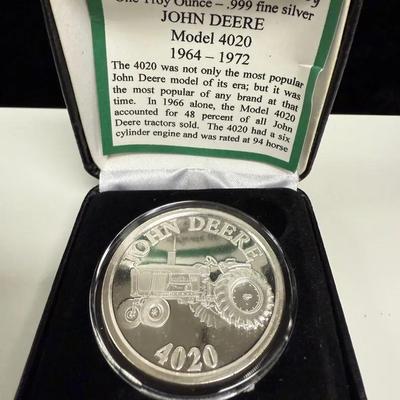 One Troy Ounce – .999 fine silver
JOHN DEERE
Model 4020
1964 – 1972
The 4020 was not only the most popular
John Deere model of its era; but it was
the most popular of any brand at that
time. In 1966 alone, the Model 4020
accounted for 48 percent of all John
Deere tractors sold. The 4020 had a six
cylinder engine and was rated at 94 horse
JOHN DEERE
4020